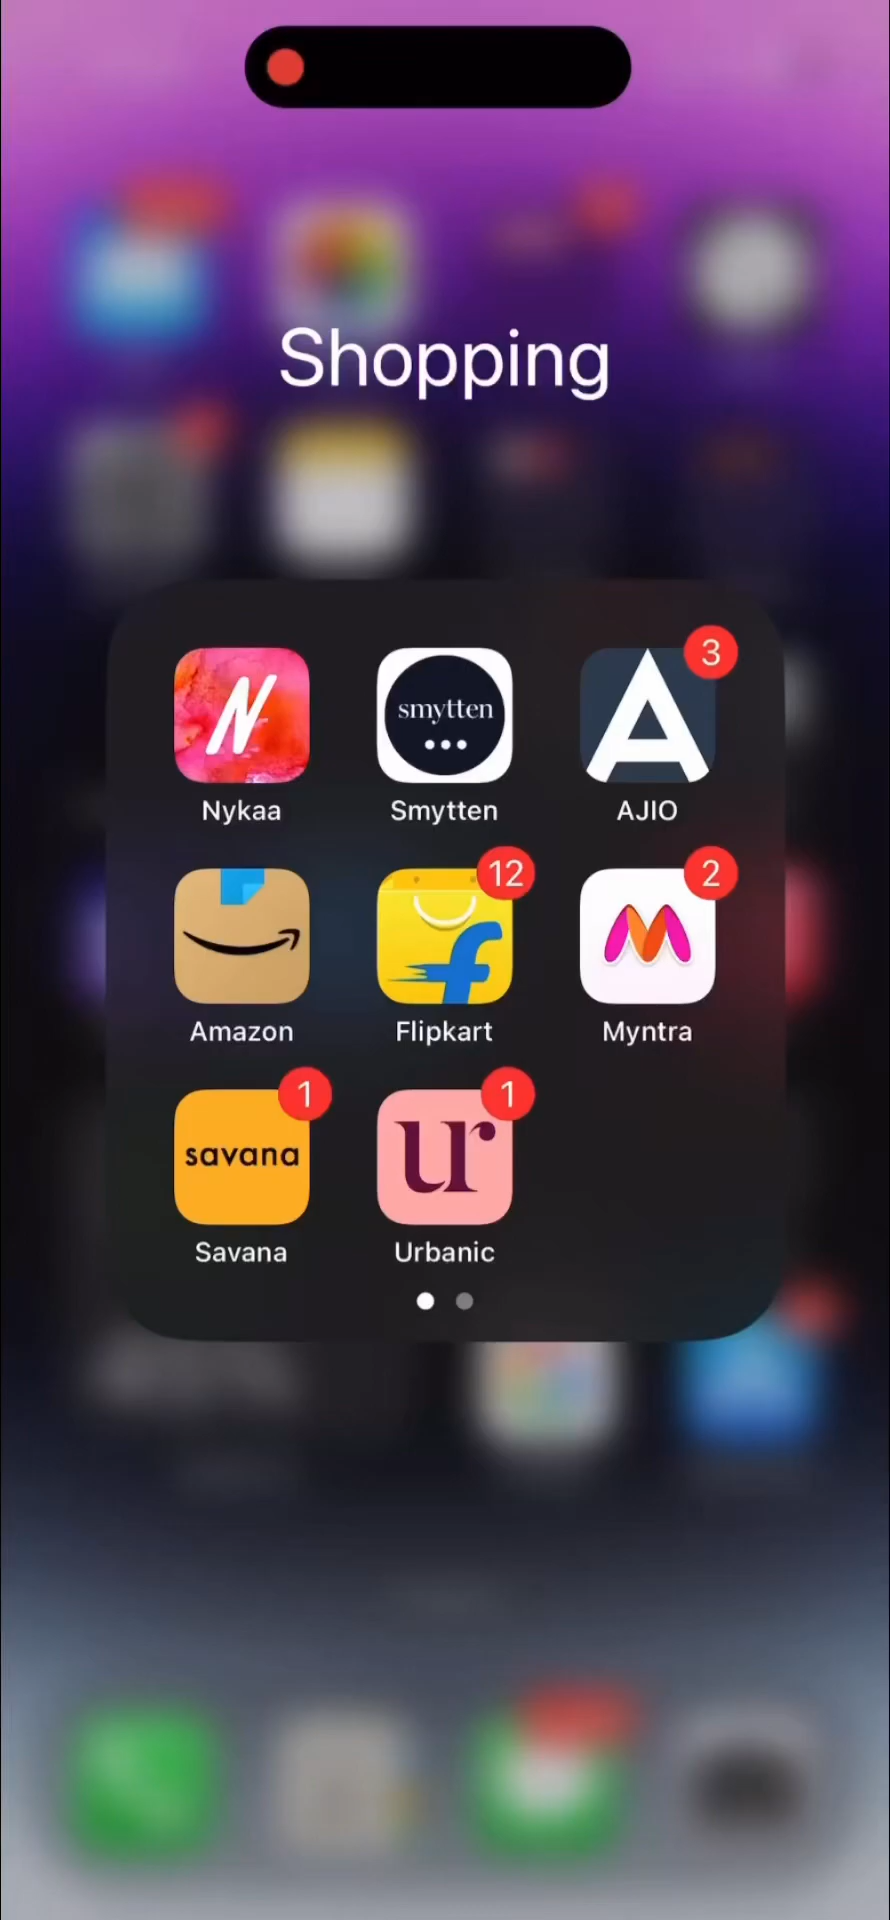 Shopping
3
smytten
Nykaa Smytten AJIO
12 2
Amazon Flipkart Myntra
1 1
savana ur
Savana Urbanic